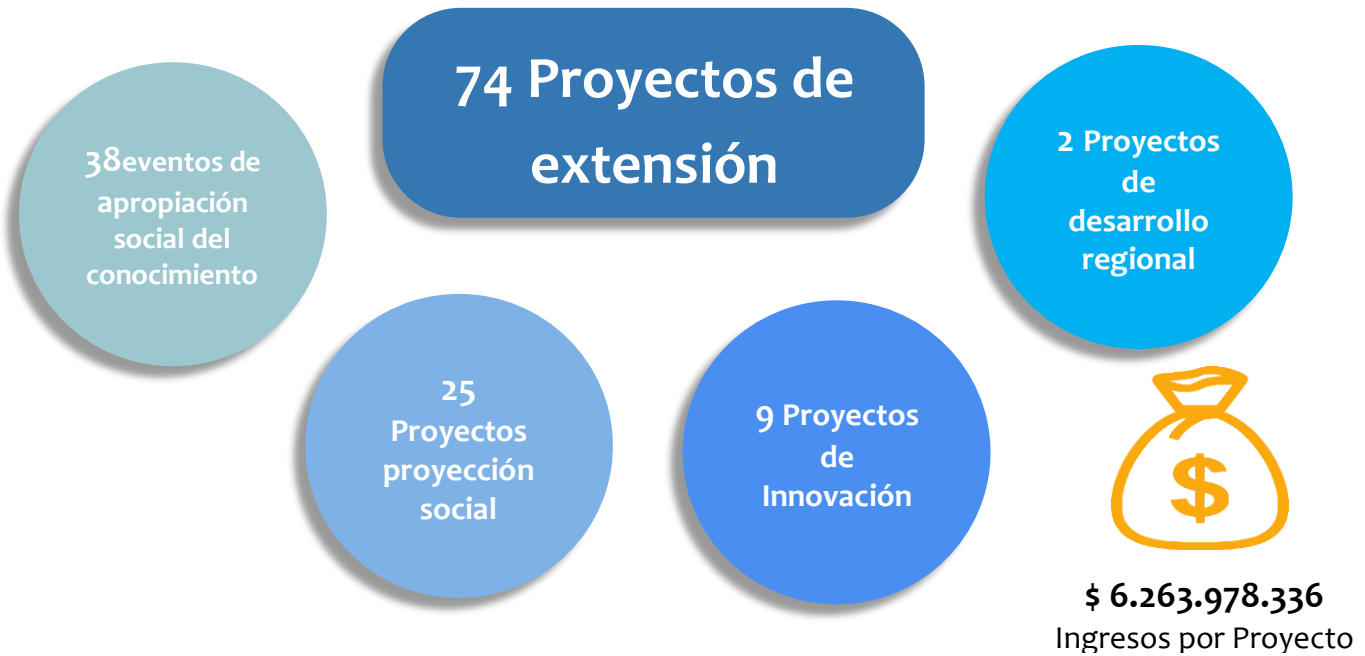 74 Proyectos de
extensión
38eventos de
apropiación
social del
conocimiento
25
Proyectos
proyección
social
9 Proyectos
de
Innovación
2 Proyectos
de
desarrollo
regional
$
$ 6.263.978.336
Ingresos por Proyecto